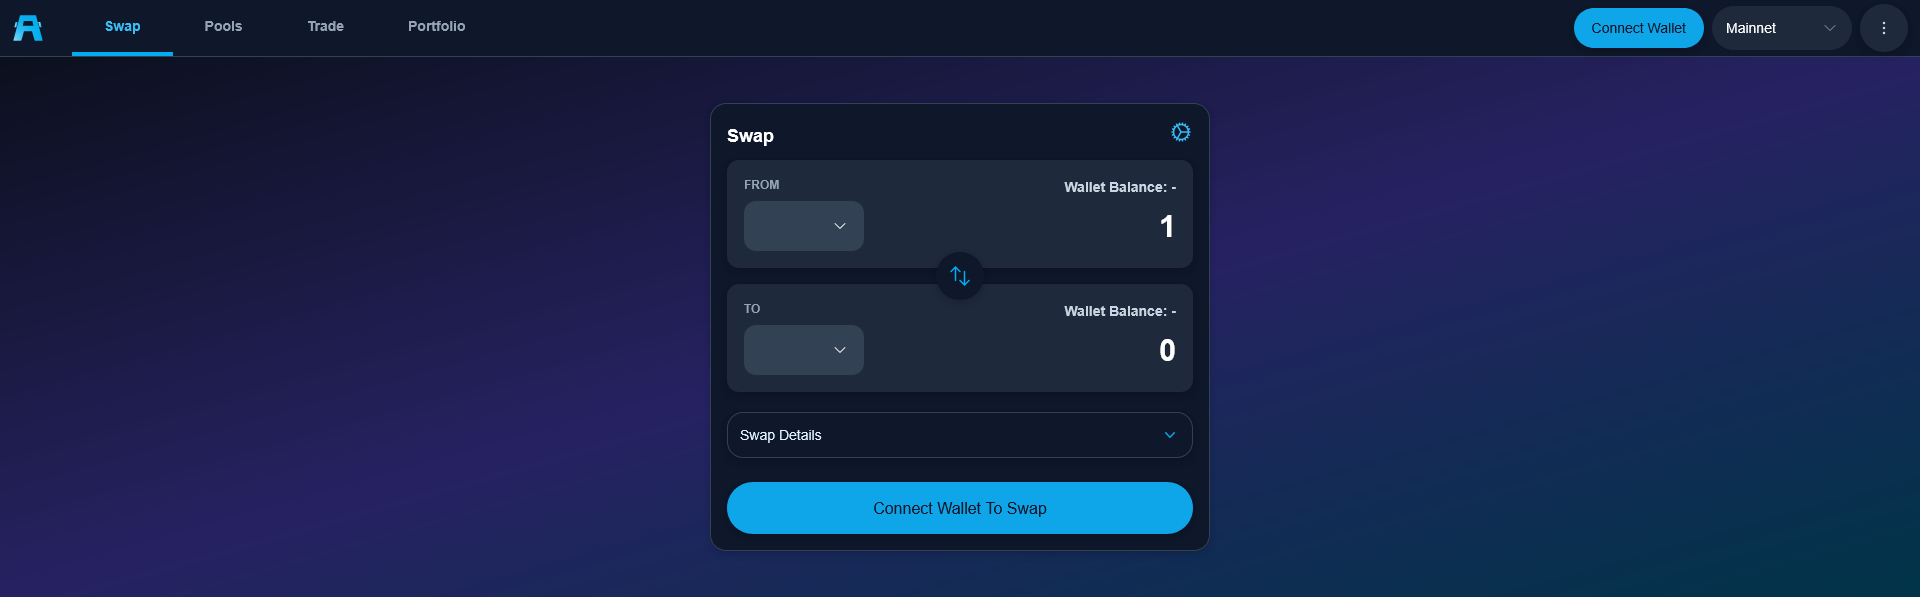 Swap
Pools
Trade
Portfolio
Connect Wallet
Mainnet
Swap
FROM
Wallet Balance: -
1
TO
Wallet Balance: -
0
Swap Details
Connect Wallet To Swap